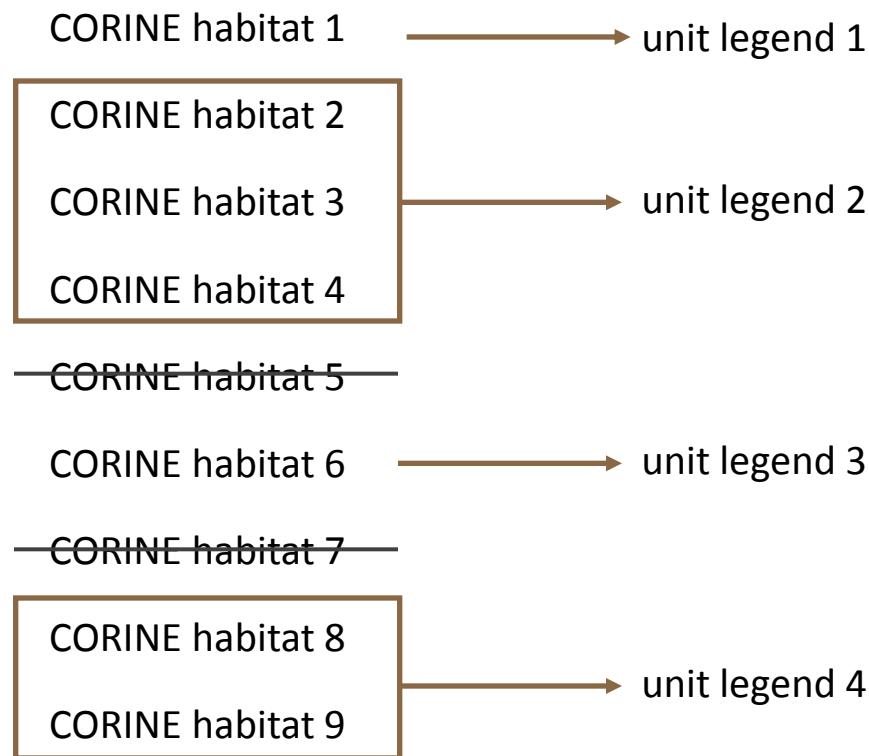 CORINE habitat 1
unit legend 1
CORINE habitat 2
CORINE habitat 3
unit legend 2
CORINE habitat 4
CORINE habitat 5
CORINE habitat 6
unit legend 3
CORINE habitat 7
CORINE habitat 8
CORINE habitat 9
unit legend 4